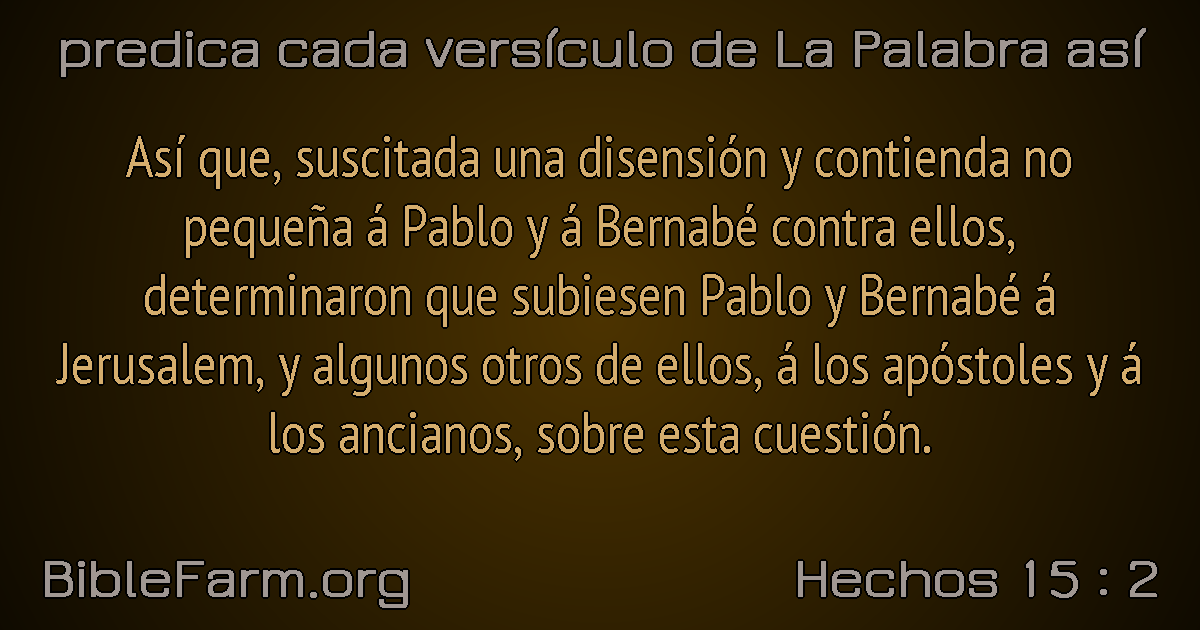 predica cada versículo de La Palabra así
Así que, suscitada una disensión y contienda no
pequeña á Pablo y á Bernabé contra ellos,
determinaron que subiesen Pablo y Bernabé á
Jerusalem, y algunos otros de ellos, á los apóstoles y á
los ancianos, sobre esta cuestión.
BibleFarm.org
Hechos 15 : 2